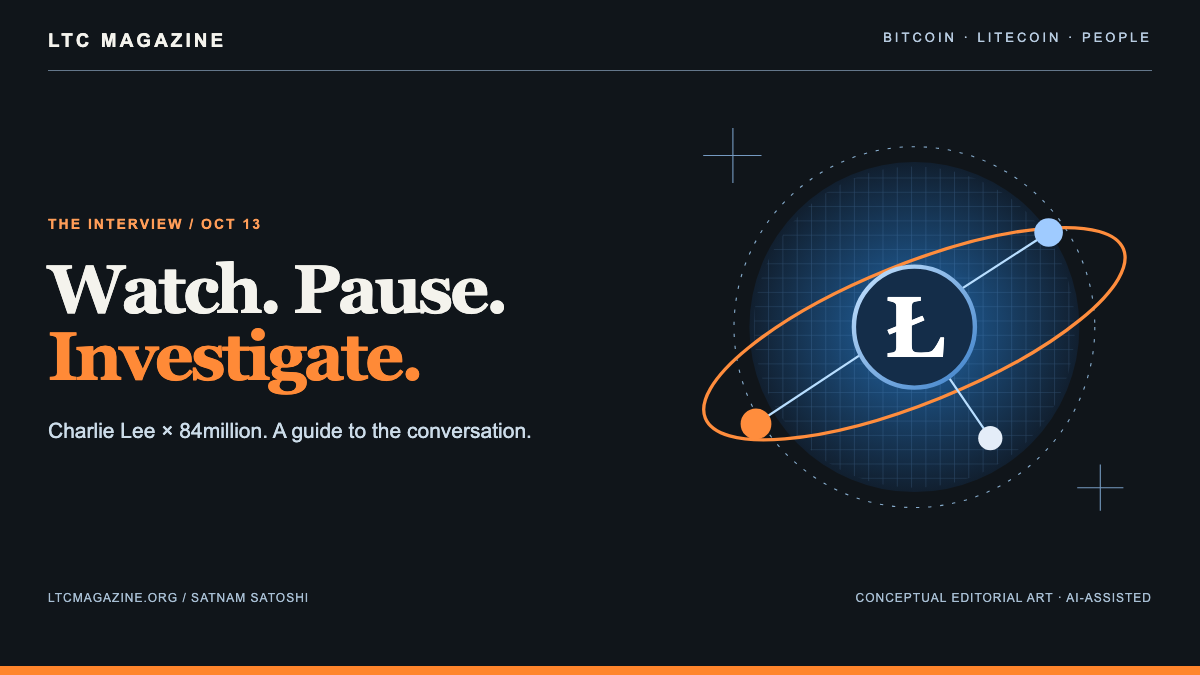 LTC MAGAZINE
BITCOIN · LITECOIN · PEOPLE
THE INTERVIEW / OCT 13
Watch. Pause.
Investigate.
Charlie Lee × 84million. A guide to the conversation.
Ł
LTCMAGAZINE.ORG / SATNAM SATOSHI
CONCEPTUAL EDITORIAL ART · AI-ASSISTED